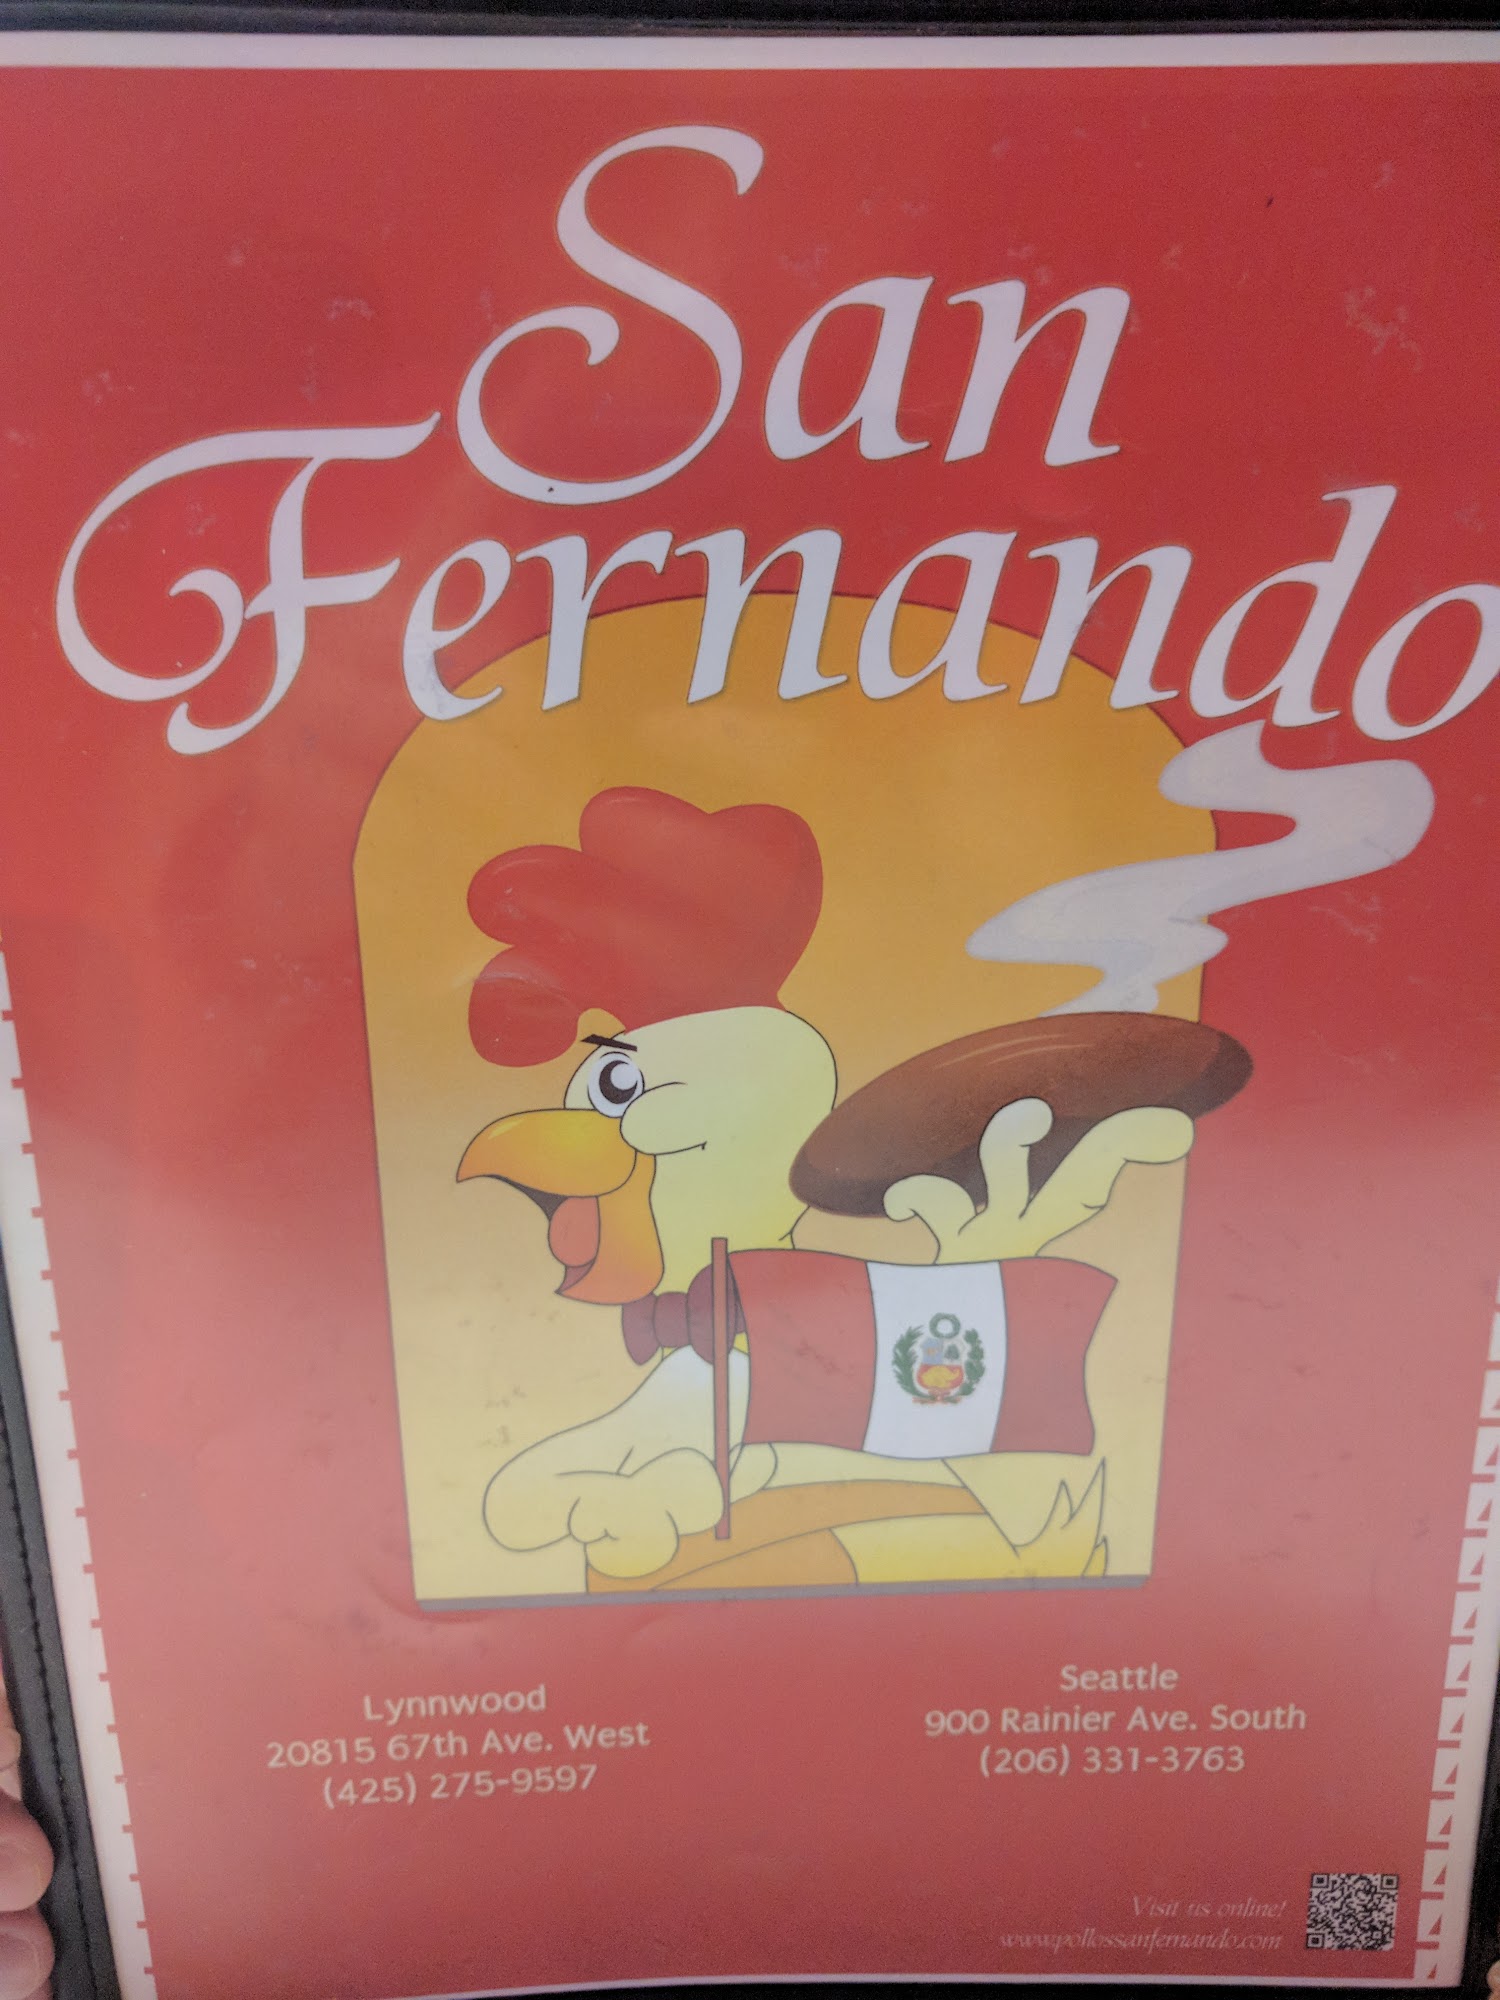 San
Fernando
Lynnwood
20815 67th Ave. West
(425) 275-9597
Seattle
900 Rainier Ave. South
(206) 331-3763
Visit us online!
www.pollossanfernando.com